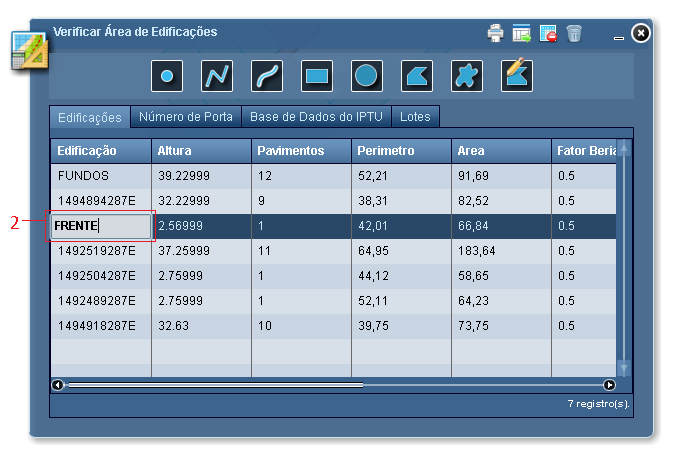 Verificar Área de Edificações
Edificações Número de Porta Base de Dados do IPTU Lotes
Edificação Altura Pavimentos Perimetro Area Fator Beria
FUNDOS 39.22999 12 52,21 91,69 0.5
1494894287E 32.22999 9 38,31 82,52 0.5
2 FRENTE 2.56999 1 42,01 66,84 0.5
1492519287E 37.25999 11 64,95 183,64 0.5
1492504287E 2.75999 1 44,12 58,65 0.5
1492489287E 2.75999 1 52,11 64,23 0.5
1494918287E 32.63 10 39,75 73,75 0.5
7 registro(s).